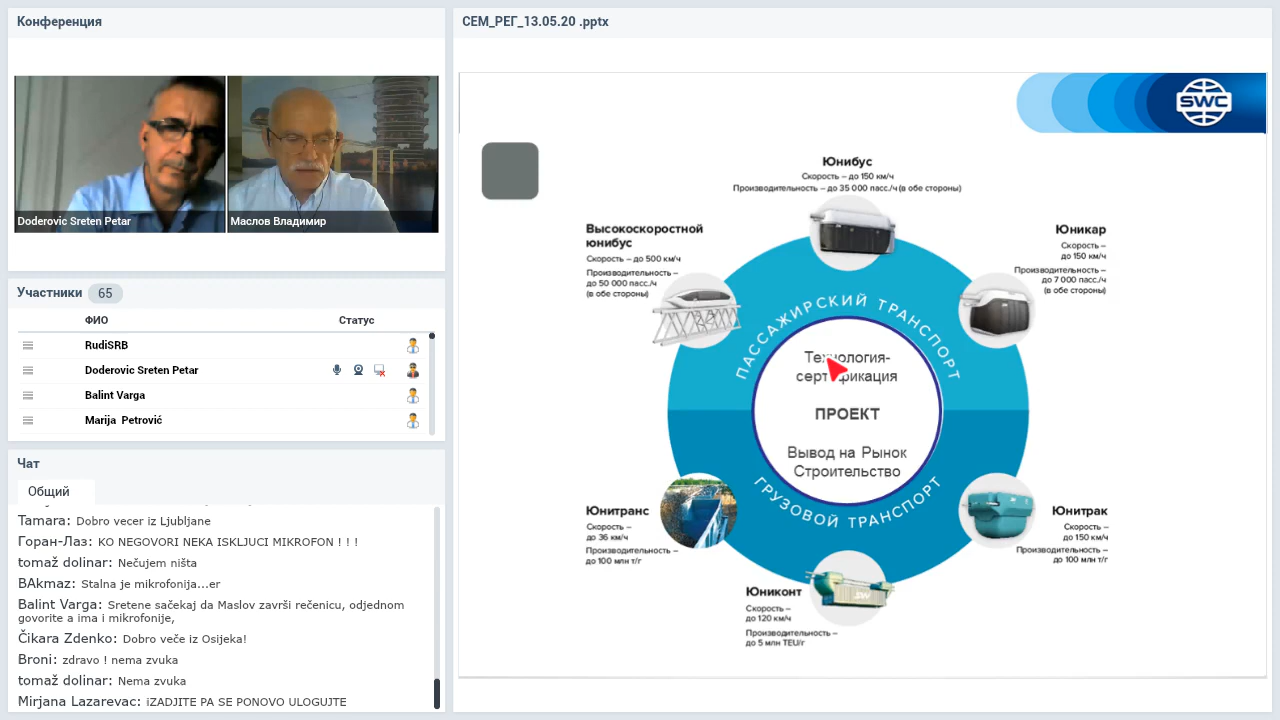 Конференция
Doderovic Sreten Petar
Маслов Владимир
Участники 65
ФИО Статус
RudiSRB
Doderovic Sreten Petar
Balint Varga
Marija Petrović
Чат
Общий
Tamara: Dobro vecer iz Ljubljane
Горан-Лаз: KO NEGOVORI NEKA ISKLJUCI MIKROFON ! ! !
tomaž dolinar: Nečujem ništa
BAkmaz: Stalna je mikrofonija...er
Balint Varga: Sretene sačekaj da Maslov završi rečenicu, odjednom
govorite a ima i mikrofonije,
Čikara Zdenko: Dobro veče iz Osijeka!
Broni: zdravo ! nema zvuka
tomaž dolinar: Nema zvuka
Mirjana Lazarevac: iZADJITE PA SE PONOVO ULOGUJTE
СЕМ_РЕГ_13.05.20 .pptx
SWC
Юнибус
Скорость – до 150 км/ч
Производительность – до 35 000 пасс./ч (в обе стороны)
Высокоскоростной
юнибус
Скорость – до 500 км/ч
Производительность –
до 50 000 пасс./ч
(в обе стороны)
Юникар
Скорость –
до 150 км/ч
Производительность –
до 7 000 пасс./ч
(в обе стороны)
ПАССАЖИРСКИЙ ТРАНСПОРТ
Технология-
сертификация
ПРОЕКТ
Вывод на Рынок
Строительство
ГРУЗОВОЙ ТРАНСПОРТ
Юнитранс
Скорость –
до 36 км/ч
Производительность –
до 100 млн т/г
Юнитрак
Скорость –
до 150 км/ч
Производительность –
до 100 млн т/г
Юниконт
Скорость –
до 120 км/ч
Производительность –
до 5 млн TEU/г